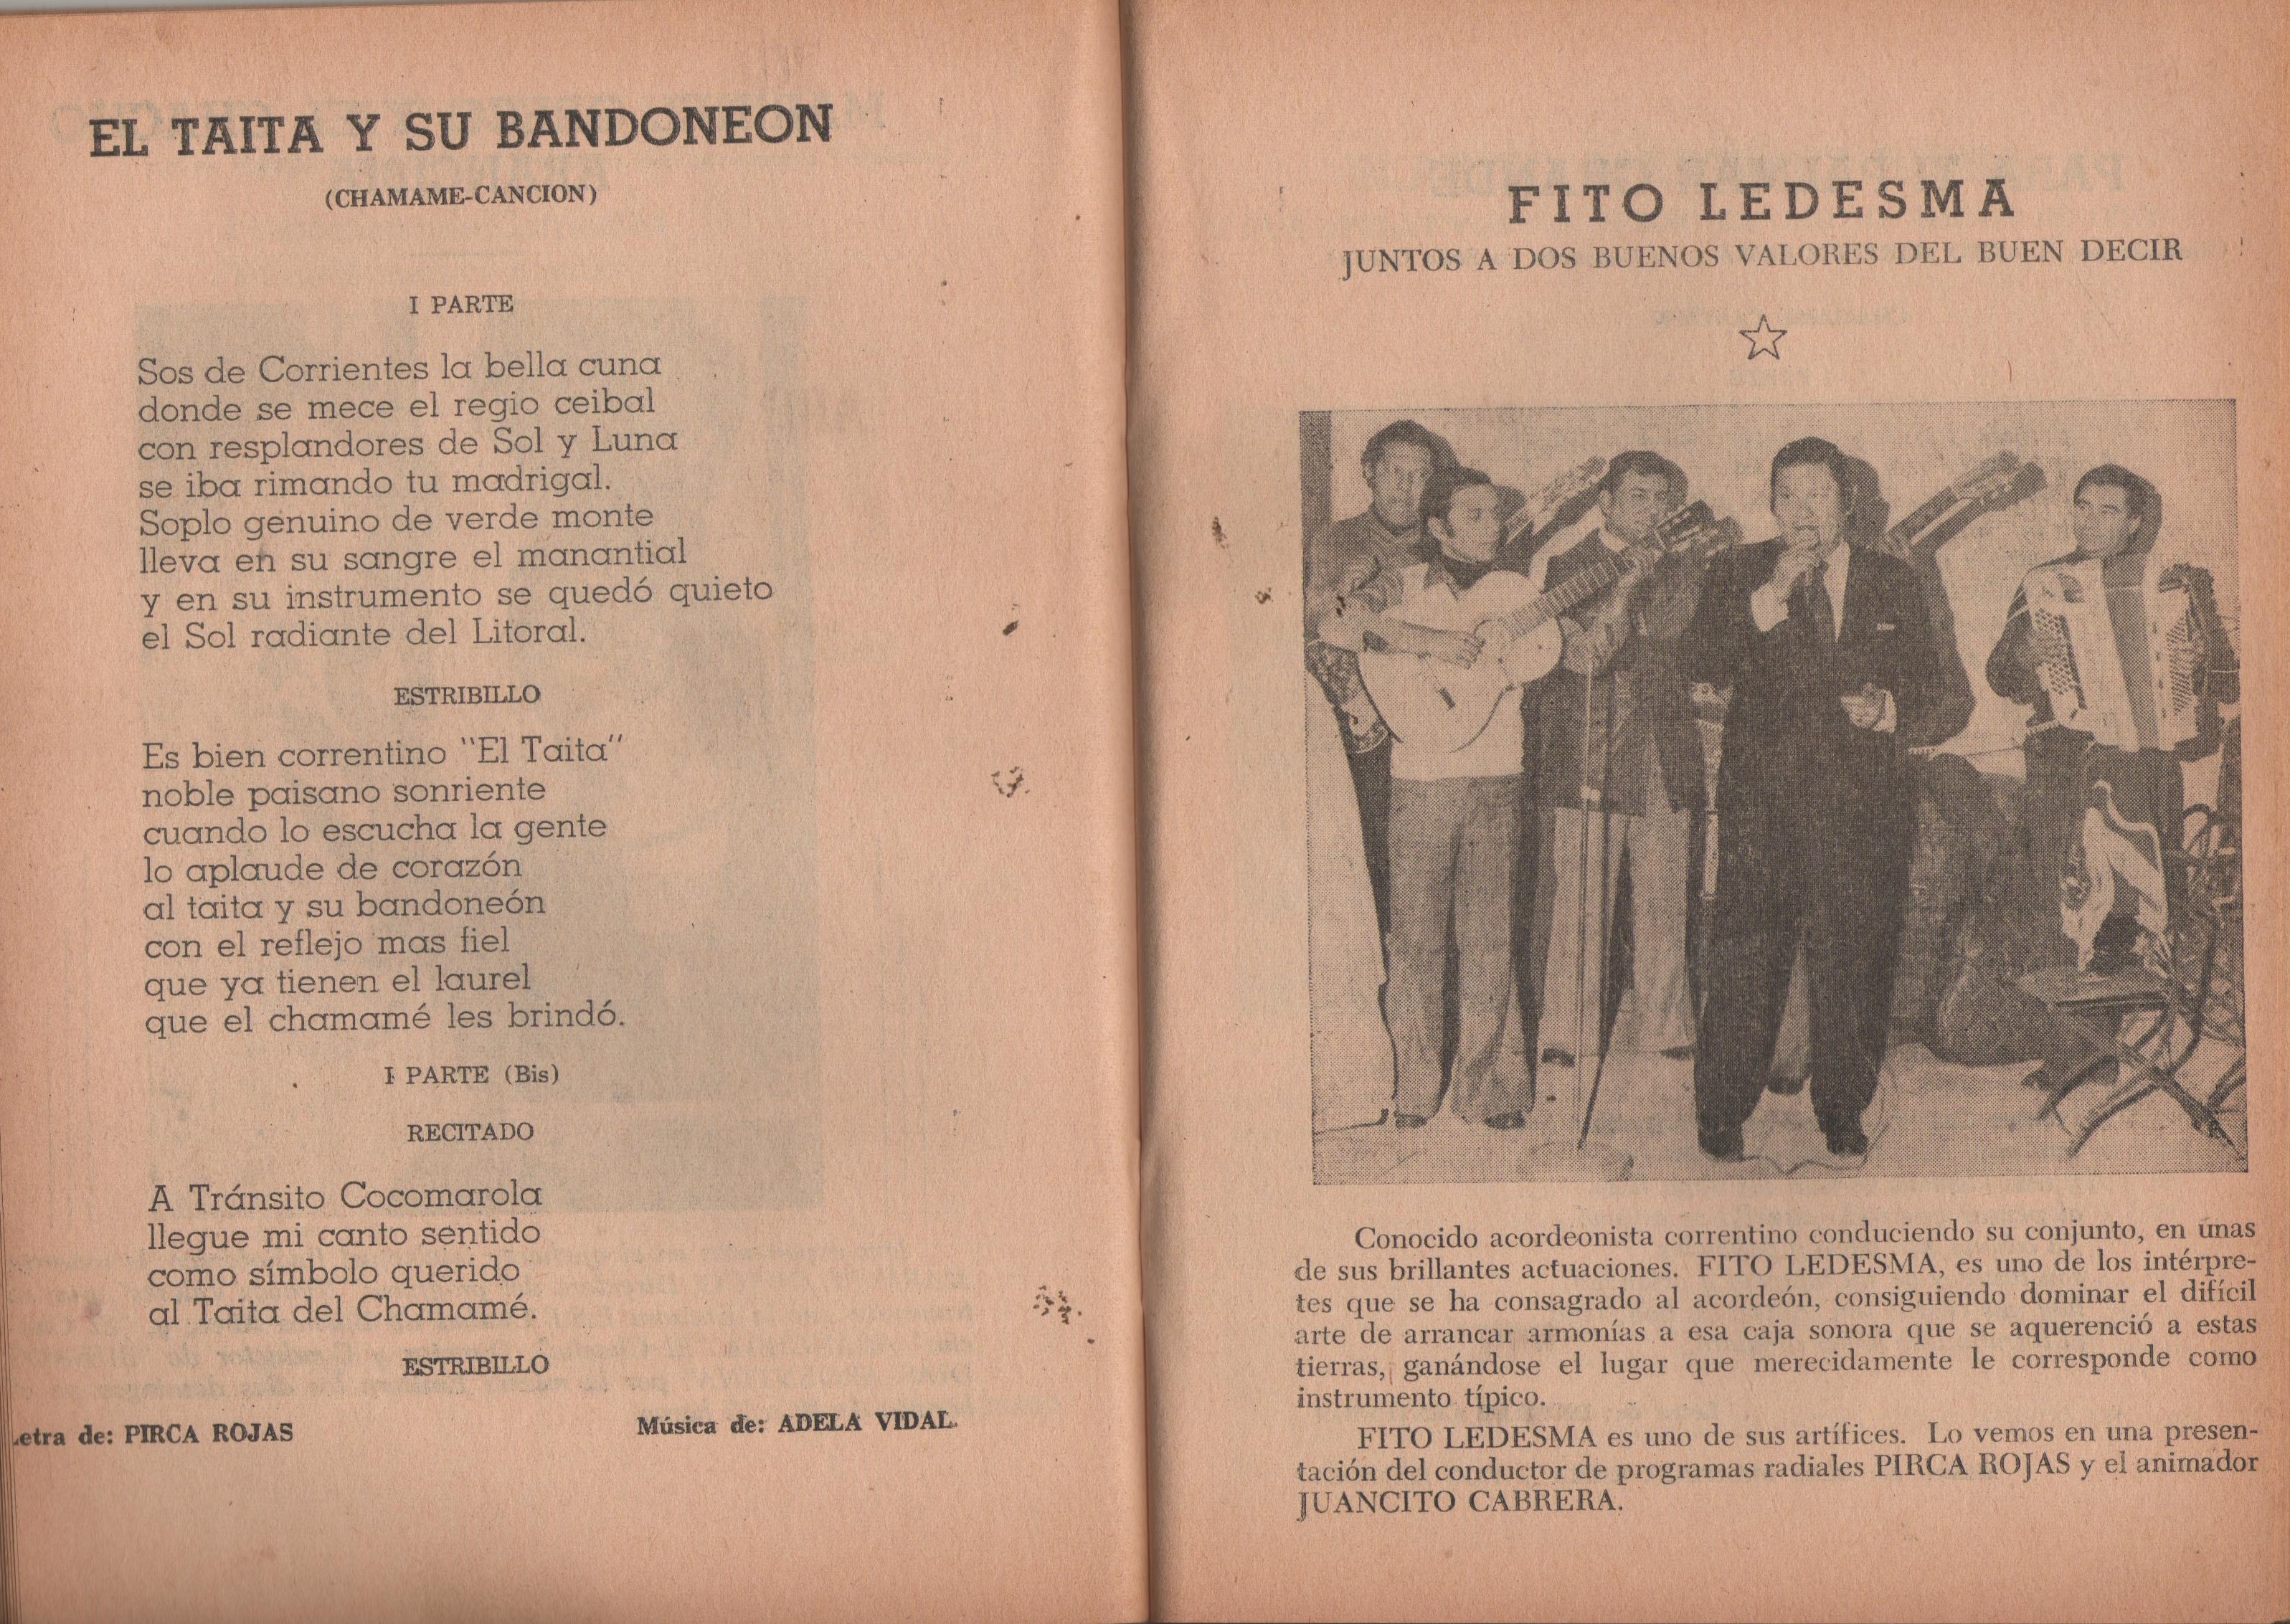 EL TAITA Y SU BANDONEON
(CHAMAME-CANCION)
I PARTE
Sos de Corrientes la bella cuna
donde se mece el regio ceibal
con resplandores de Sol y Luna
se iba rimando tu madrigal.
Soplo genuino de verde monte
lleva en su sangre el manantial
y en su instrumento se quedó quieto
el Sol radiante del Litoral.
ESTRIBILLO
Es bien correntino "El Taita"
noble paisano sonriente
cuando lo escucha la gente
lo aplaude de corazón
al taita y su bandoneón
con el reflejo mas fiel
que ya tienen el laurel
que el chamamé les brindó.
I PARTE (Bis)
RECITADO
A Tránsito Cocomarola
llegue mi canto sentido
como símbolo querido
al Taita del Chamamé.
ESTRIBILLO
Letra de: PIRCA ROJAS
Música de: ADELA VIDAL
FITO LEDESMA
JUNTOS A DOS BUENOS VALORES DEL BUEN DECIR
Conocido acordeonista correntino conduciendo su conjunto, en unas
de sus brillantes actuaciones. FITO LEDESMA, es uno de los intérpre-
tes que se ha consagrado al acordeón, consiguiendo dominar el difícil
arte de arrancar armonías a esa caja sonora que se aquerenció a estas
tierras, ganándose el lugar que merecidamente le corresponde como
instrumento típico.
FITO LEDESMA es uno de sus artífices. Lo vemos en una presen-
tación del conductor de programas radiales PIRCA ROJAS y el animador
JUANCITO CABRERA.